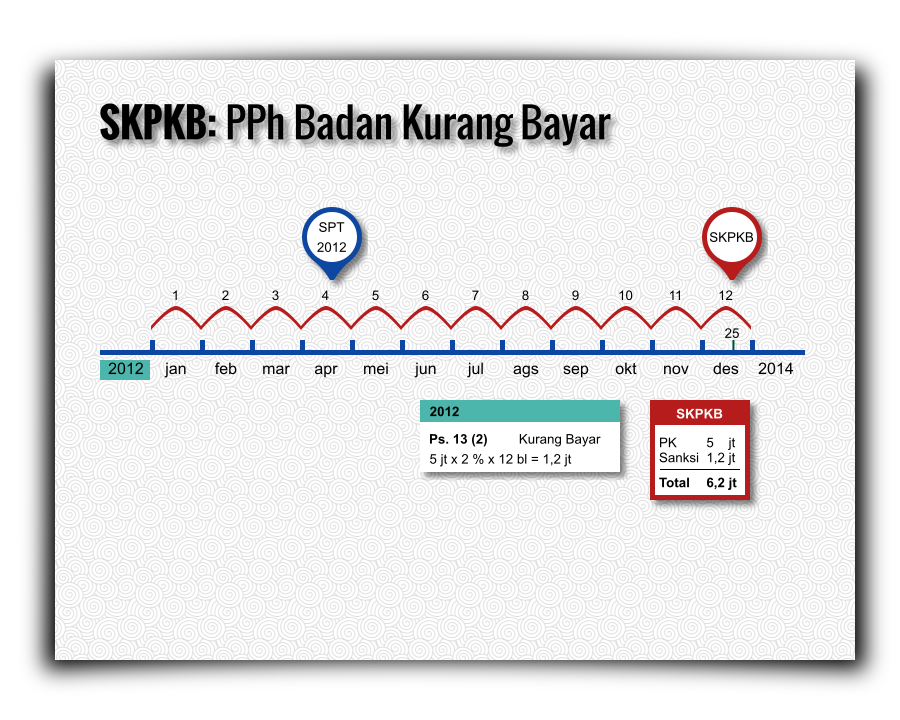 SKPKB: PPh Badan Kurang Bayar
SPT
2012
SKPKB
1 2 3 4 5 6 7 8 9 10 11 12
25
2012 jan feb mar apr mei jun jul ags sep okt nov des 2014
2012
Ps. 13 (2) Kurang Bayar
5 jt x 2 % x 12 bl = 1,2 jt
SKPKB
PK 5 jt
Sanksi 1,2 jt
Total 6,2 jt